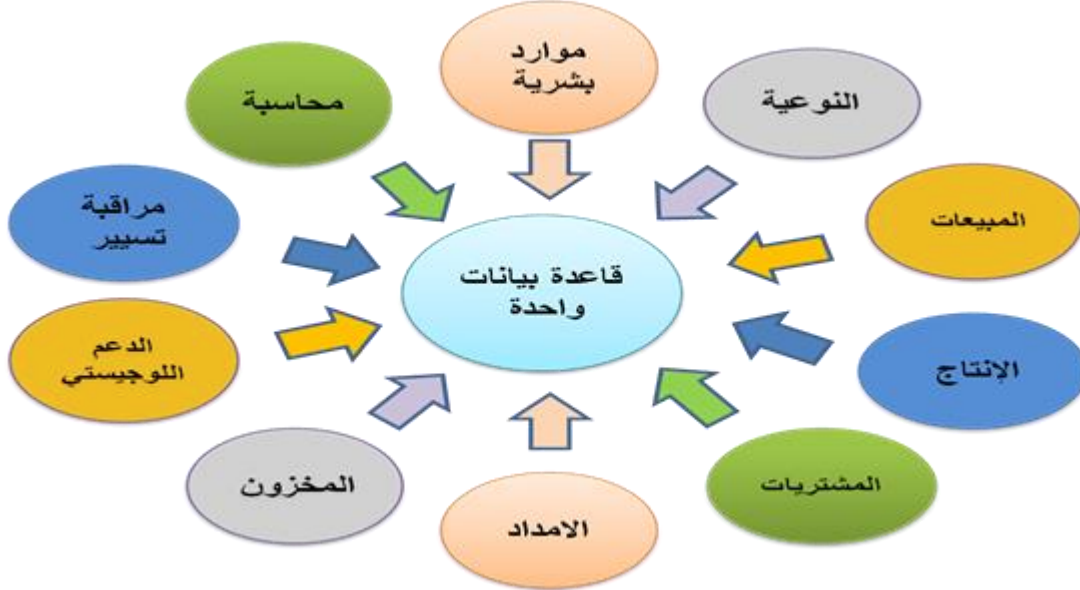 موارد
بشرية
النوعية
محاسبة
المبيعات
مراقبة
تسيير
قاعدة بيانات
واحدة
الإنتاج
الدعم
اللوجيستي
المشتريات
المخزون
الامداد